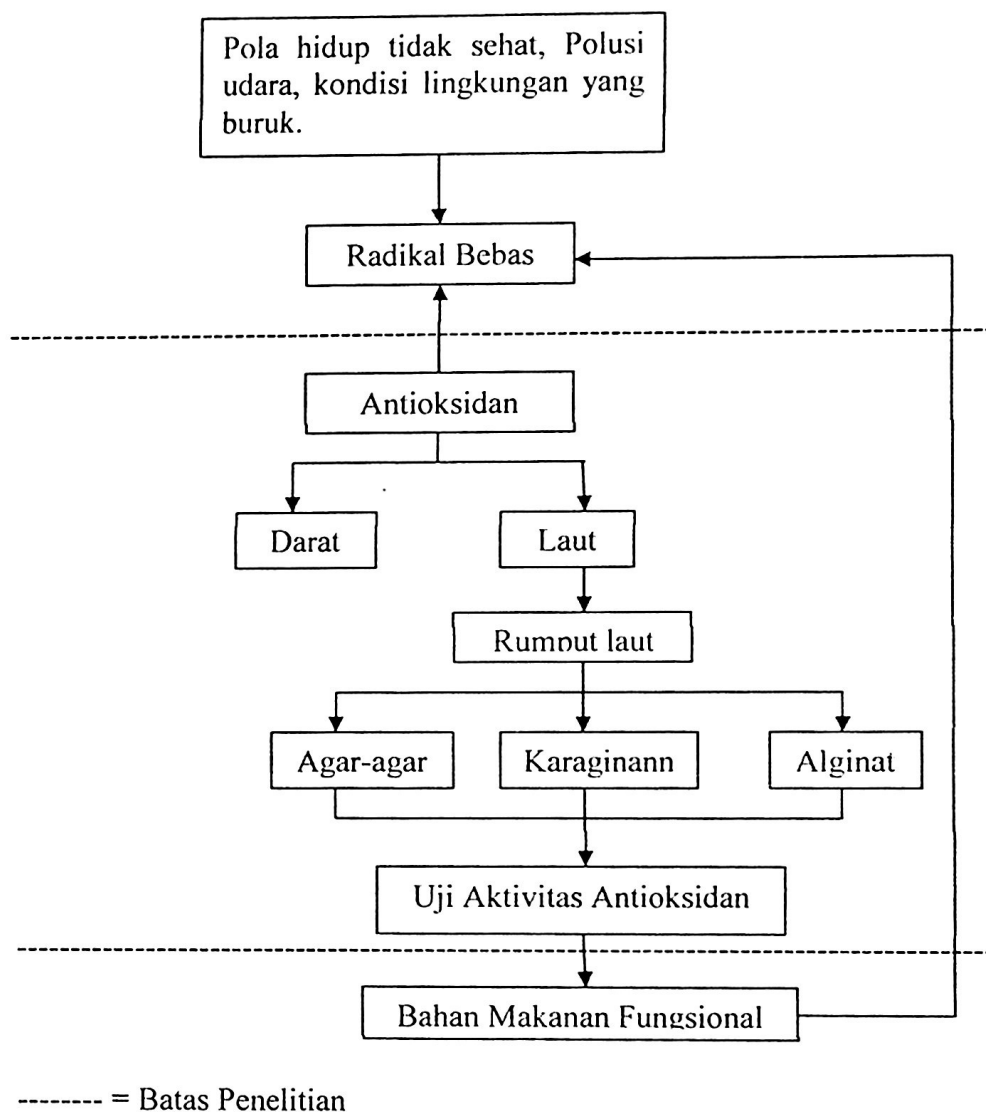 Pola hidup tidak sehat, Polusi
udara, kondisi lingkungan yang
buruk.
Radikal Bebas
Antioksidan
Darat
Laut
Rumput laut
Agar-agar
Karaginann
Alginat
Uji Aktivitas Antioksidan
Bahan Makanan Fungsional
-------- = Batas Penelitian